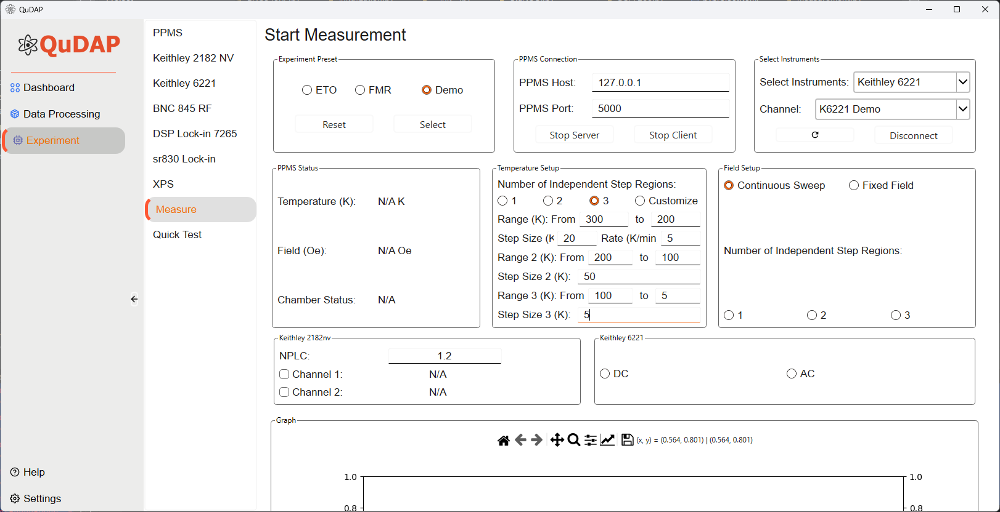 QuDAP
QuDAP
Dashboard
Data Processing
Experiment
Help
Settings
PPMS
Keithley 2182 NV
Keithley 6221
BNC 845 RF
DSP Lock-in 7265
sr830 Lock-in
XPS
Measure
Quick Test
Start Measurement
Experiment Preset
ETO FMR Demo
Reset Select
PPMS Connection
PPMS Host: 127.0.0.1
PPMS Port: 5000
Stop Server Stop Client
Select Instruments
Select Instruments: Keithley 6221
Channel: K6221 Demo
Disconnect
PPMS Status
Temperature (K): N/A K
Field (Oe): N/A Oe
Chamber Status: N/A
Temperature Setup
Number of Independent Step Regions:
1 2 3 Customize
Range (K): From 300 to 200
Step Size (K 20 Rate (K/min 5
Range 2 (K): From 200 to 100
Step Size 2 (K): 50
Range 3 (K): From 100 to 5
Step Size 3 (K): 5
Field Setup
Continuous Sweep Fixed Field
Number of Independent Step Regions:
1 2 3
Keithley 2182nv
NPLC: 1.2
Channel 1: N/A
Channel 2: N/A
Keithley 6221
DC AC
Graph
(x, y) = (0.564, 0.801) | (0.564, 0.801)
1.0 1.0
0.8 0.8